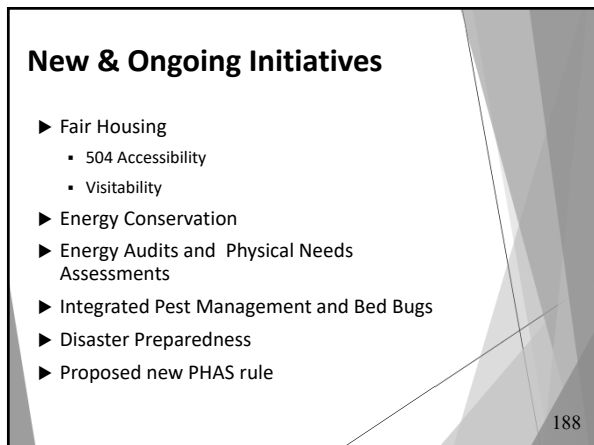 New & Ongoing Initiatives
▶ Fair Housing
▪ 504 Accessibility
▪ Visitability
▶ Energy Conservation
▶ Energy Audits and Physical Needs
Assessments
▶ Integrated Pest Management and Bed Bugs
▶ Disaster Preparedness
▶ Proposed new PHAS rule
188